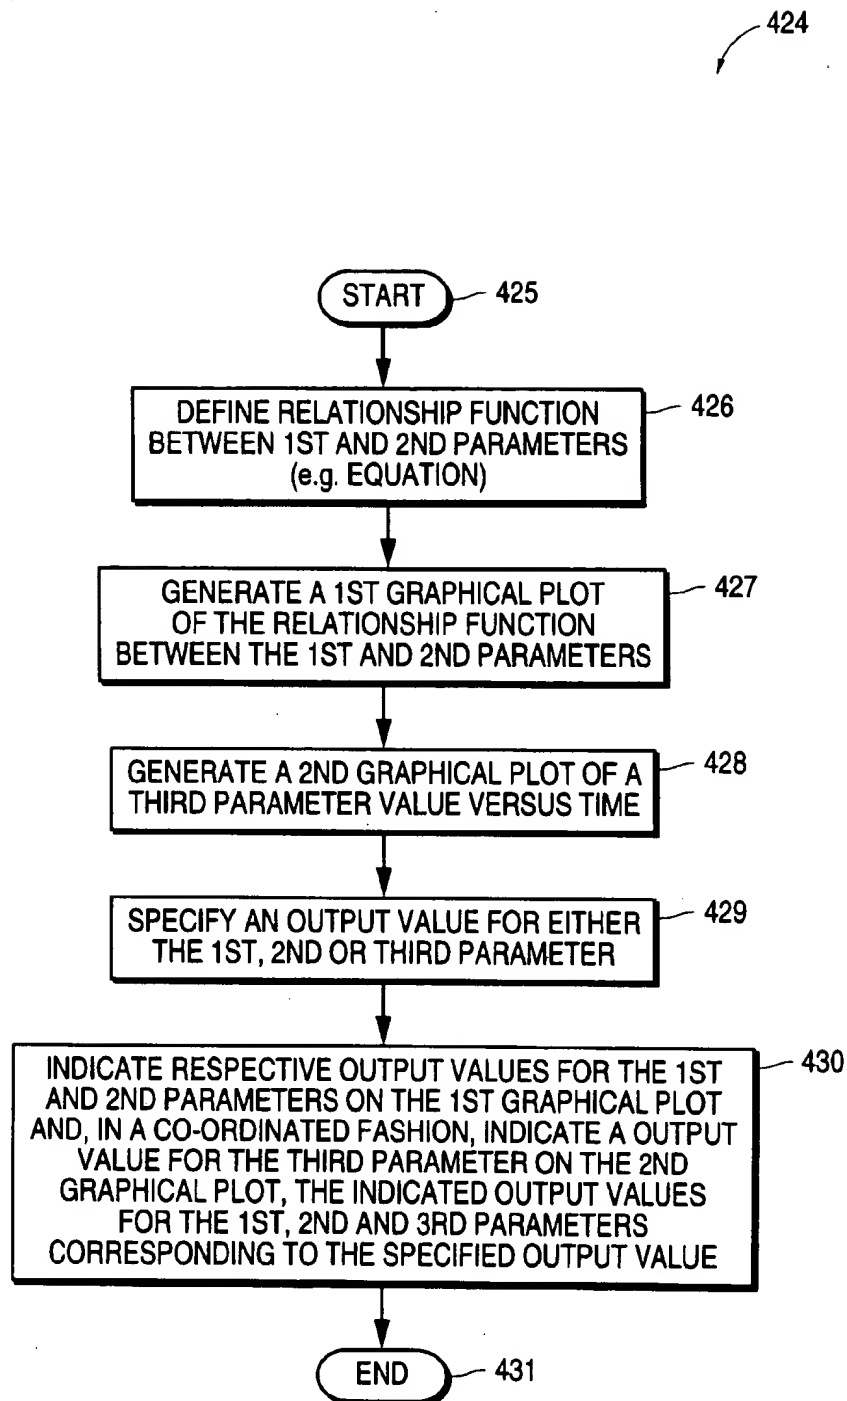 424
START
425
DEFINE RELATIONSHIP FUNCTION
BETWEEN 1ST AND 2ND PARAMETERS
(e.g. EQUATION)
426
GENERATE A 1ST GRAPHICAL PLOT
OF THE RELATIONSHIP FUNCTION
BETWEEN THE 1ST AND 2ND PARAMETERS
427
GENERATE A 2ND GRAPHICAL PLOT OF A
THIRD PARAMETER VALUE VERSUS TIME
428
SPECIFY AN OUTPUT VALUE FOR EITHER
THE 1ST, 2ND OR THIRD PARAMETER
429
INDICATE RESPECTIVE OUTPUT VALUES FOR THE 1ST
AND 2ND PARAMETERS ON THE 1ST GRAPHICAL PLOT
AND, IN A CO-ORDINATED FASHION, INDICATE A OUTPUT
VALUE FOR THE THIRD PARAMETER ON THE 2ND
GRAPHICAL PLOT, THE INDICATED OUTPUT VALUES
FOR THE 1ST, 2ND AND 3RD PARAMETERS
CORRESPONDING TO THE SPECIFIED OUTPUT VALUE
430
END
431